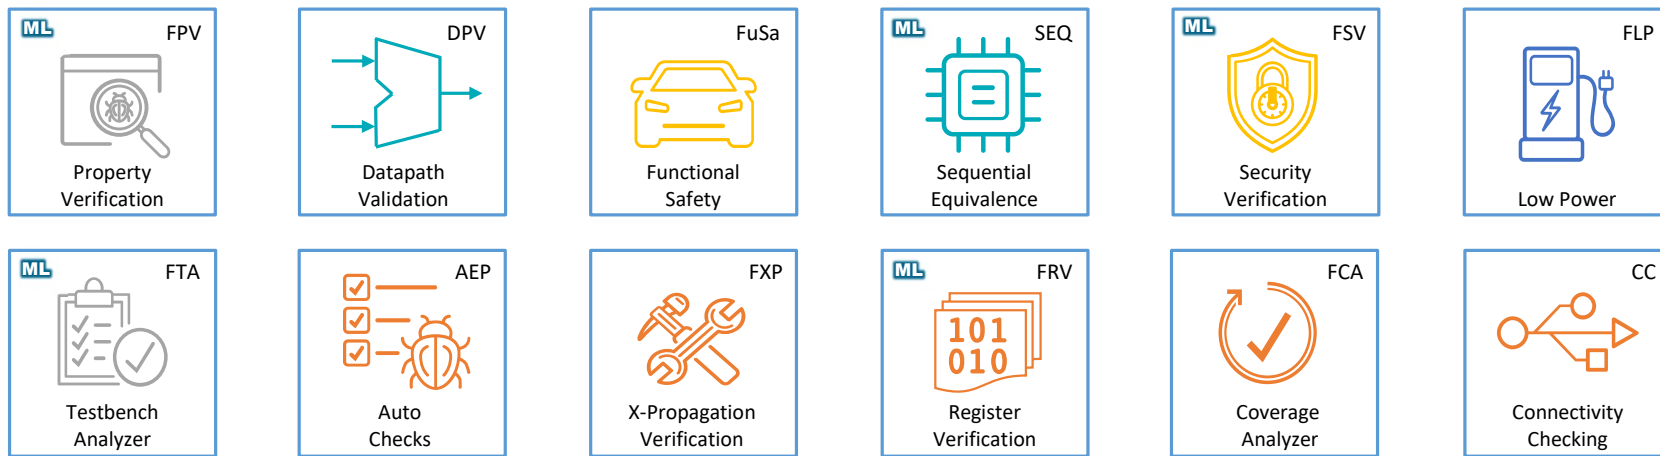 ML FPV
Property
Verification
DPV
Datapath
Validation
FuSa
Functional
Safety
ML SEQ
Sequential
Equivalence
ML FSV
Security
Verification
FLP
Low Power
ML FTA
Testbench
Analyzer
AEP
Auto
Checks
FXP
X-Propagation
Verification
ML FRV
101
010
Register
Verification
FCA
Coverage
Analyzer
CC
Connectivity
Checking